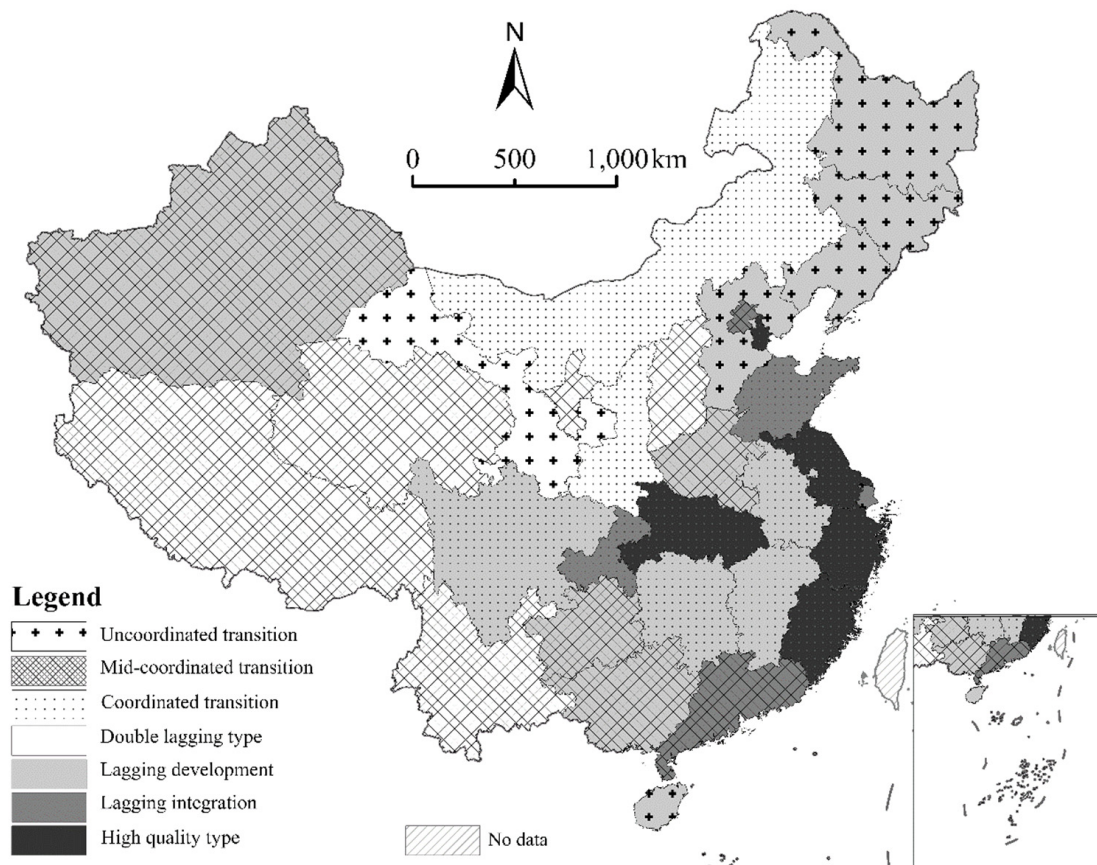 N
0 500 1,000 km
Legend
Uncoordinated transition
Mid-coordinated transition
Coordinated transition
Double lagging type
Lagging development
Lagging integration
High quality type
No data